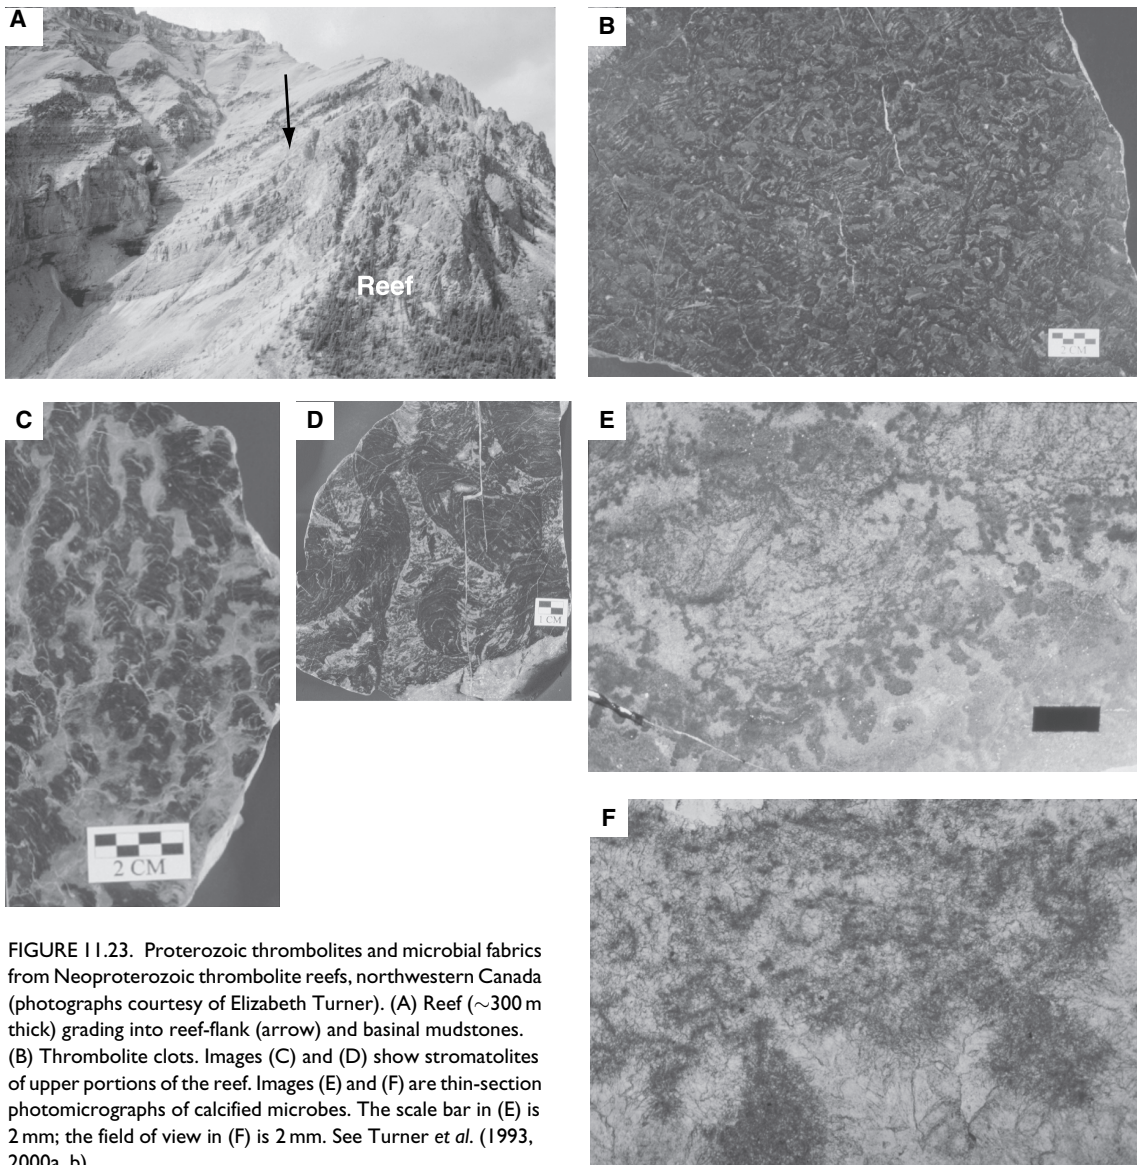 A
B
Reef
2 CM
C
D
E
1 CM
2 CM
F
FIGURE 11.23. Proterozoic thrombolites and microbial fabrics
from Neoproterozoic thrombolite reefs, northwestern Canada
(photographs courtesy of Elizabeth Turner). (A) Reef (∼300 m
thick) grading into reef-flank (arrow) and basinal mudstones.
(B) Thrombolite clots. Images (C) and (D) show stromatolites
of upper portions of the reef. Images (E) and (F) are thin-section
photomicrographs of calcified microbes. The scale bar in (E) is
2 mm; the field of view in (F) is 2 mm. See Turner et al. (1993,
2000a, b)